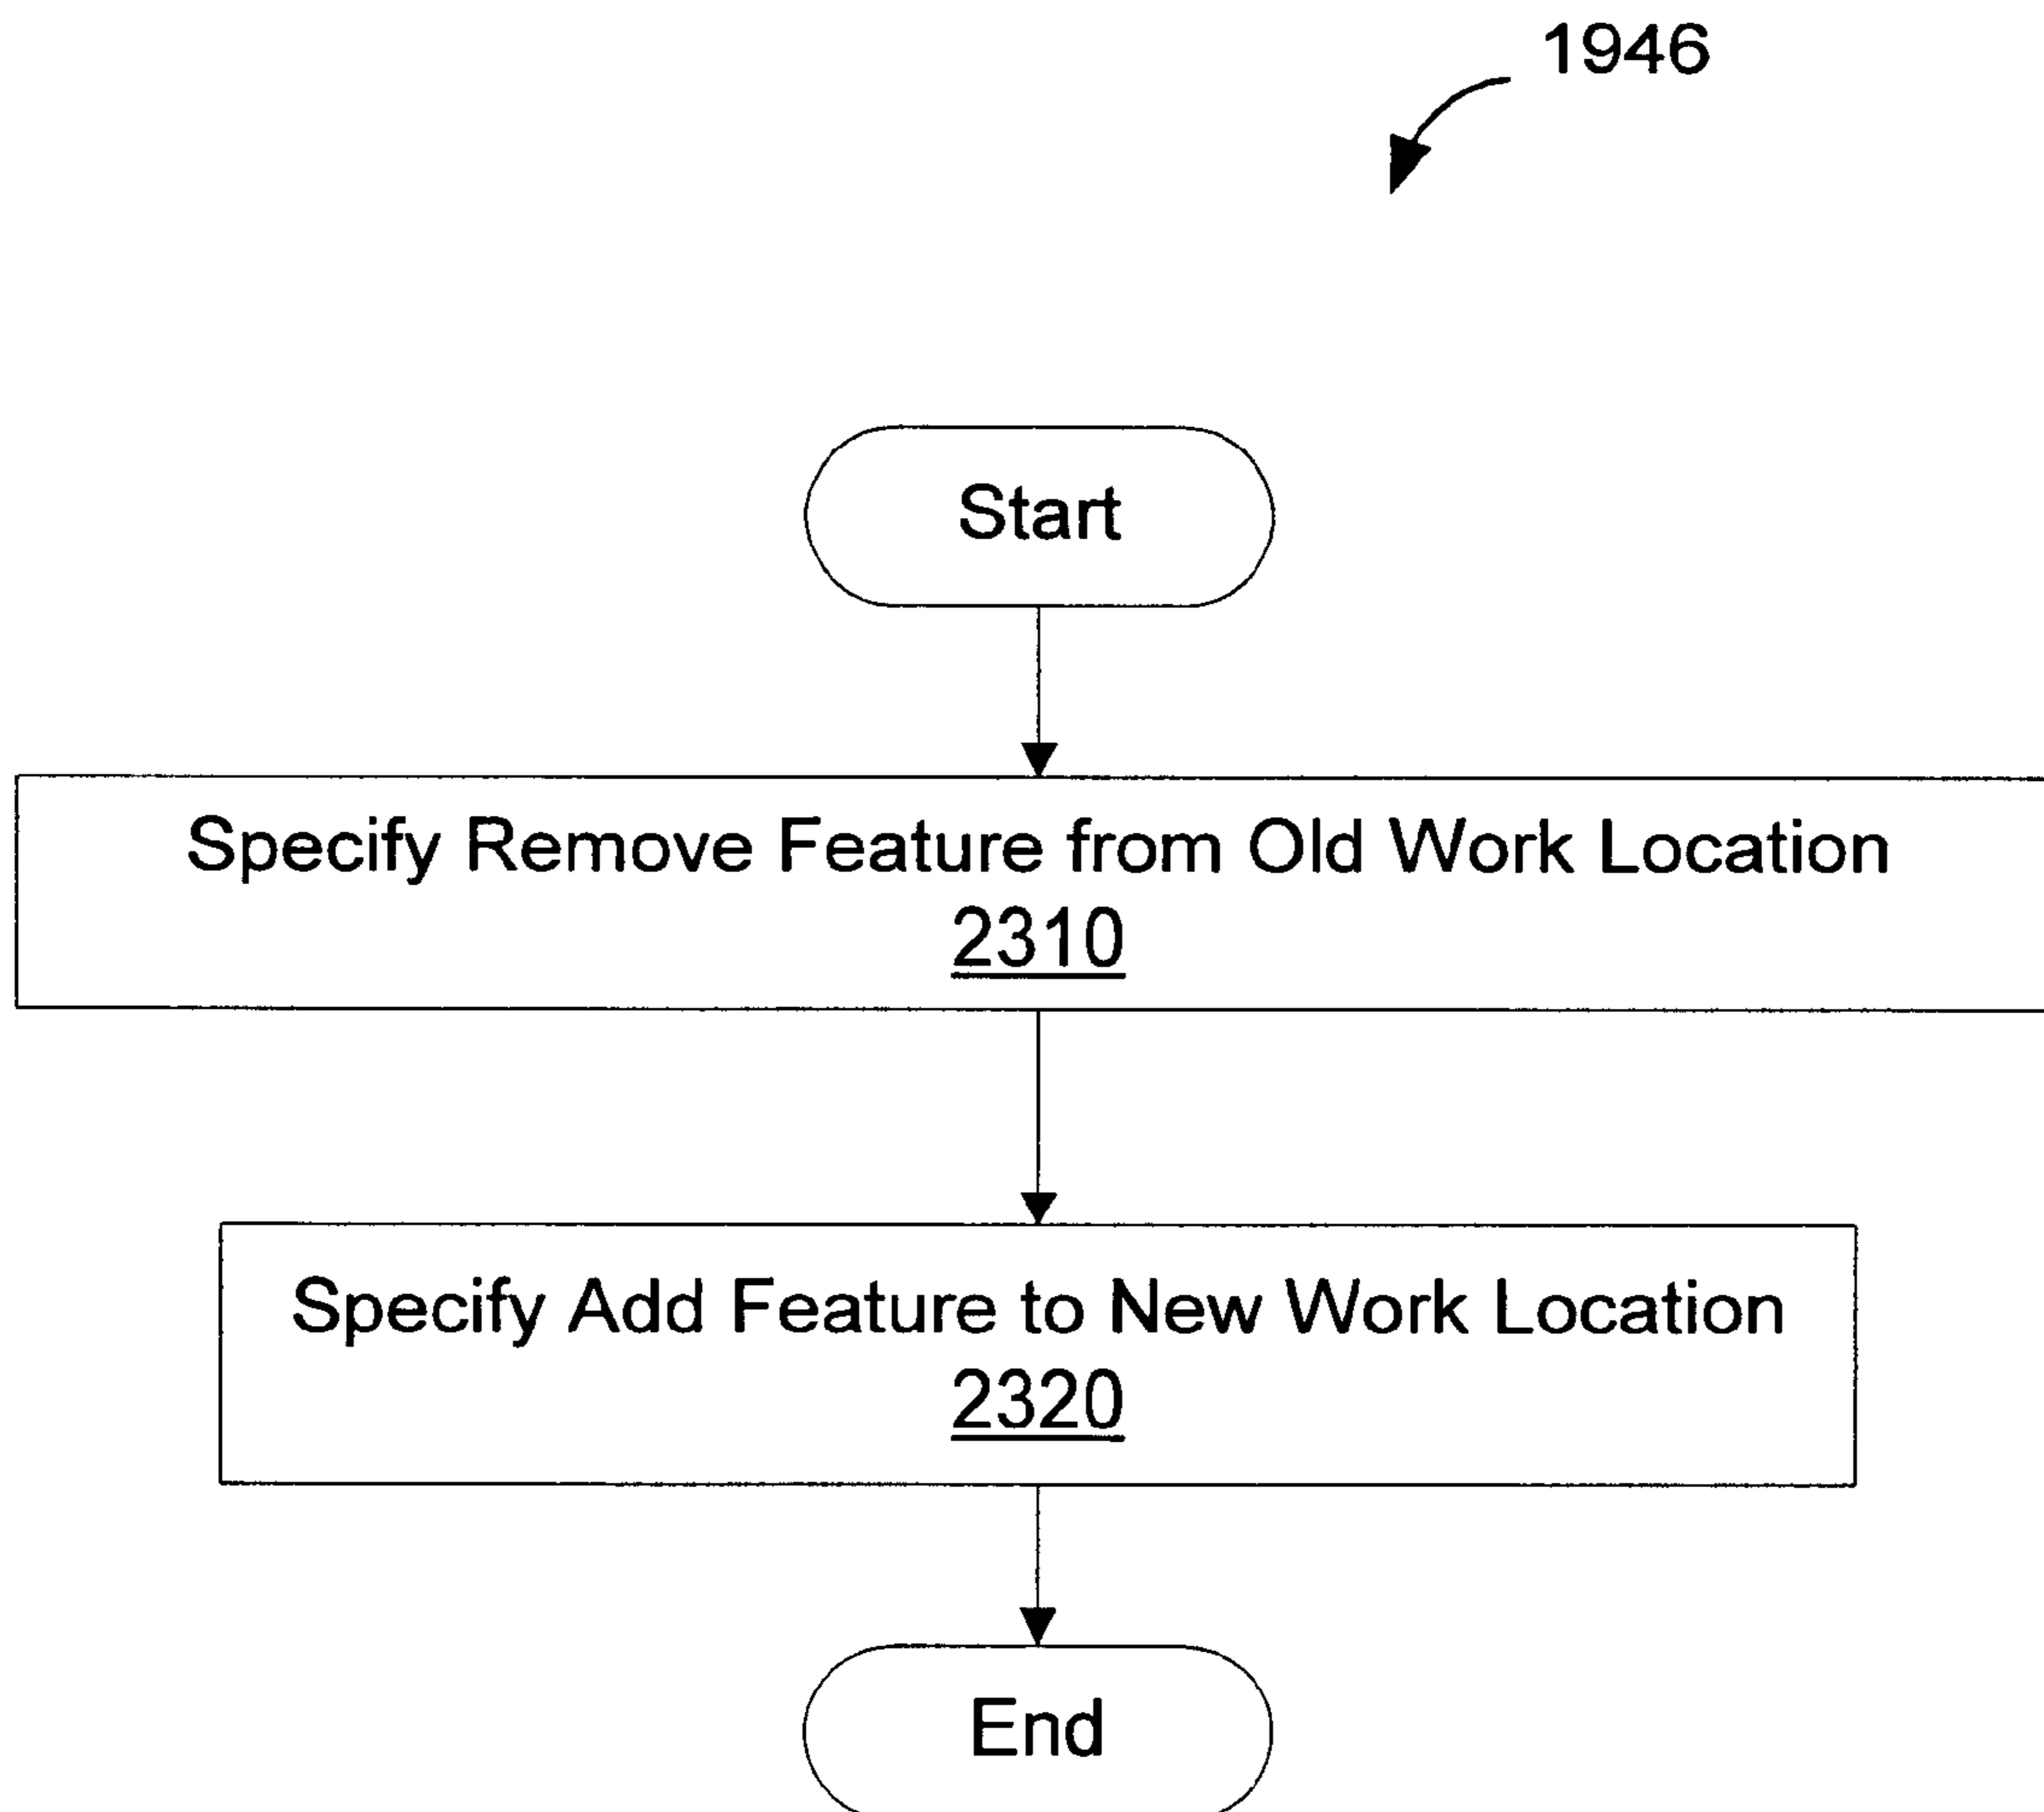 1946
Start
Specify Remove Feature from Old Work Location
2310
Specify Add Feature to New Work Location
2320
End